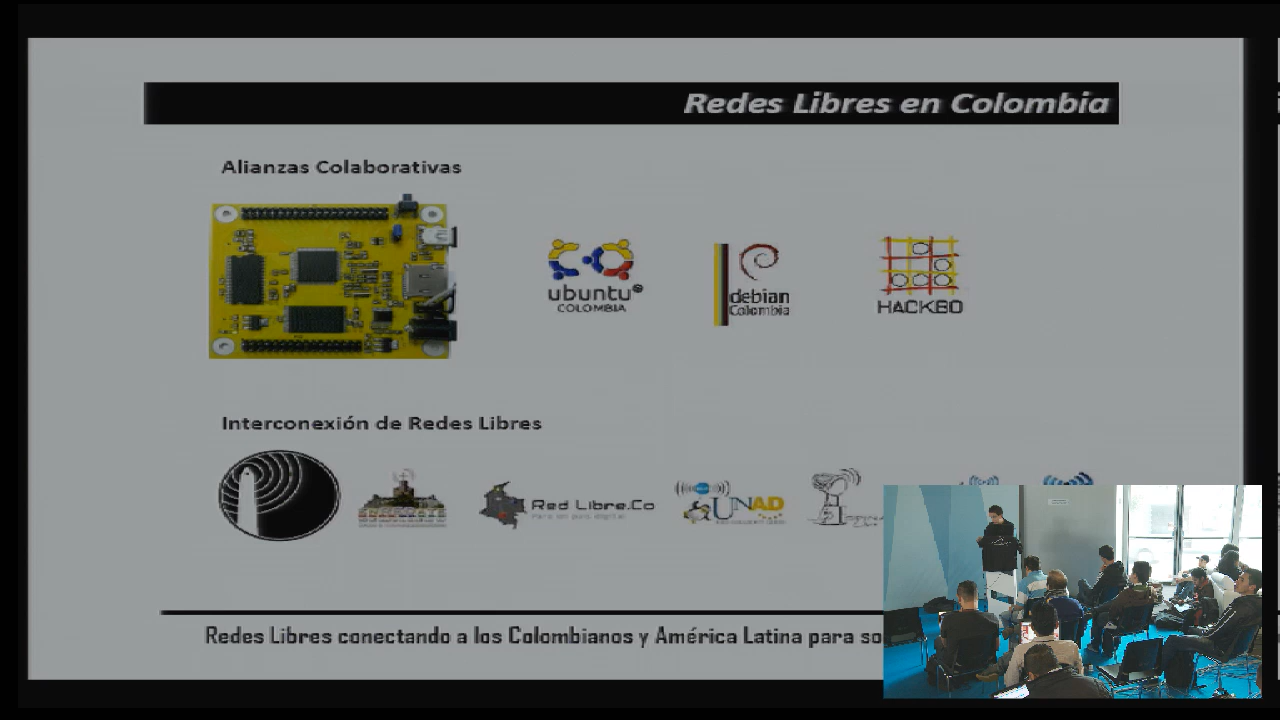 Redes Libres en Colombia
Alianzas Colaborativas
ubuntu
COLOMBIA
debian
Colombia
HACKBO
Interconexión de Redes Libres
Red Libre.Co
UNAD
Redes Libres conectando a los Colombianos y América Latina para so